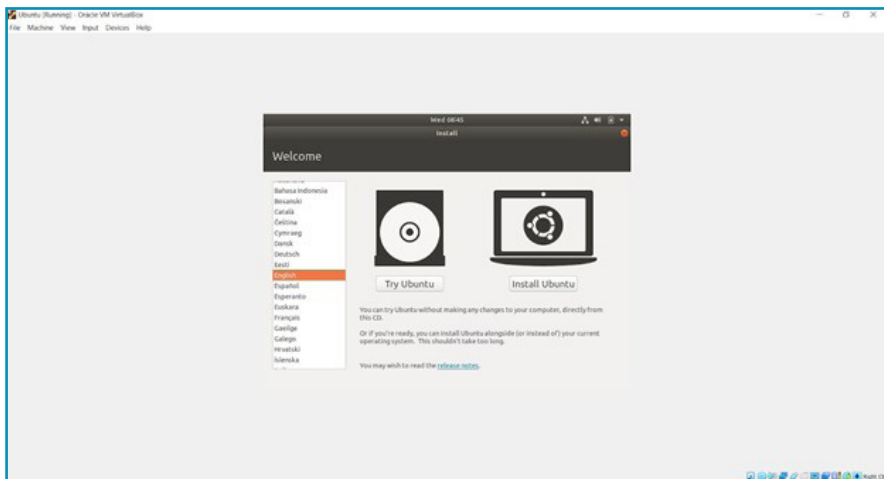 Ubuntu [Running] - Oracle VM VirtualBox
File Machine View Input Devices Help
Wed 08:45
Install
Welcome
Bahasa Indonesia
Bosanski
Català
Čeština
Cymraeg
Dansk
Deutsch
Eesti
English
Español
Esperanto
Euskara
Français
Gaeilge
Galego
Hrvatski
Íslenska
Try Ubuntu
Install Ubuntu
You can try Ubuntu without making any changes to your computer, directly from
this CD.
Or if you're ready, you can install Ubuntu alongside (or instead of) your current
operating system. This shouldn't take too long.
You may wish to read the release notes.
Right